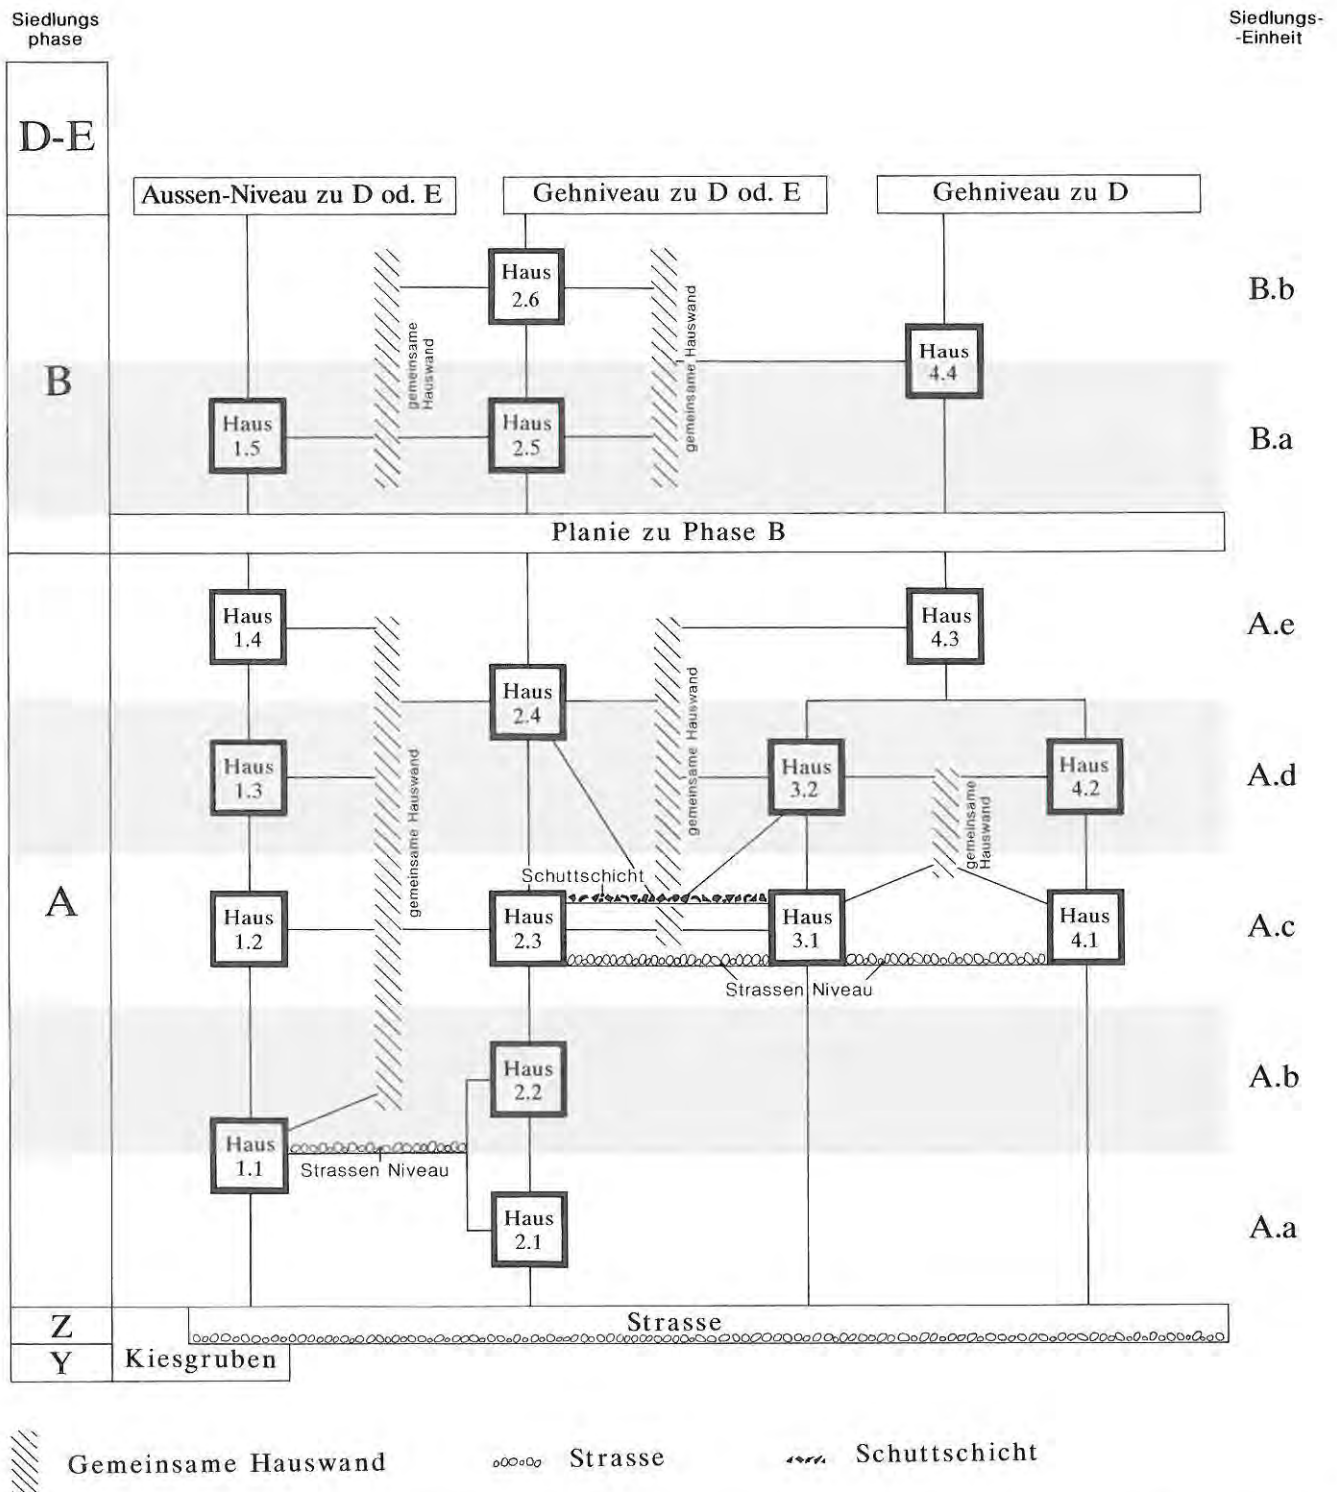 Siedlungs
phase
Siedlungs-
-Einheit
D-E
Aussen-Niveau zu D od. E
Gehniveau zu D od. E
Gehniveau zu D
B
Haus
2.6
B.b
gemeinsame
Hauswand
gemeinsame Hauswand
Haus
4.4
Haus
1.5
Haus
2.5
B.a
Planie zu Phase B
A
Haus
1.4
Haus
4.3
A.e
Haus
2.4
gemeinsame Hauswand
gemeinsame Hauswand
Haus
1.3
Haus
3.2
gemeinsame
Hauswand
Haus
4.2
A.d
Schuttschicht
Haus
1.2
Haus
2.3
Haus
3.1
Haus
4.1
A.c
Strassen Niveau
Haus
2.2
A.b
Haus
1.1
Strassen Niveau
Haus
2.1
A.a
Z
Strasse
Y
Kiesgruben
Gemeinsame Hauswand
Strasse
Schuttschicht